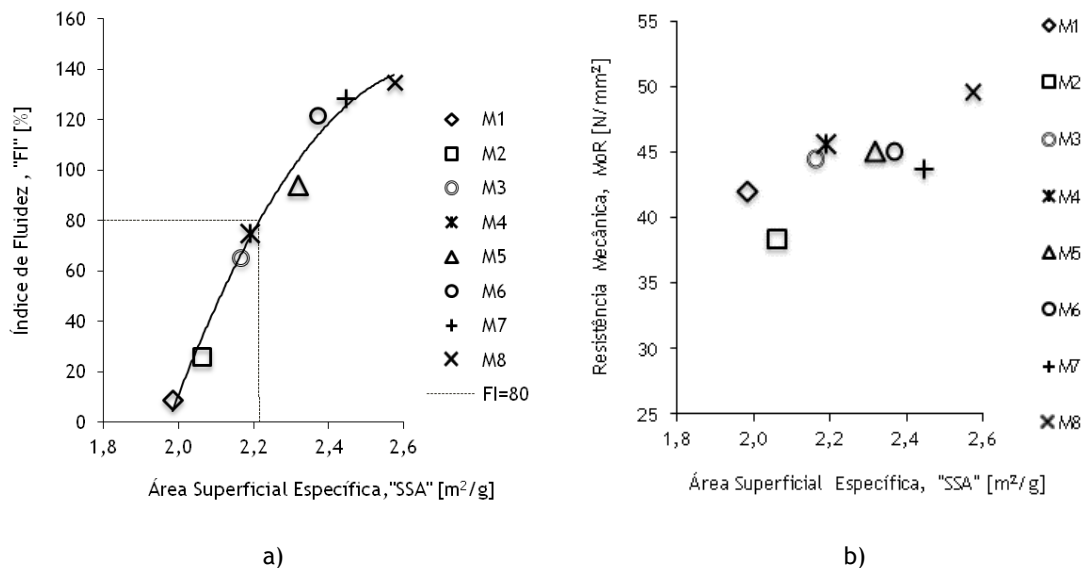 160
140
120
100
80
60
40
20
0
Índice de Fluidez , "FI" [%]
1,8 2,0 2,2 2,4 2,6
Área Superficial Específica,"SSA" [m²/g]
M1
M2
M3
M4
M5
M6
M7
M8
FI=80
a)
55
50
45
40
35
30
25
Resistência Mecânica, MoR [N/mm²]
1,8 2,0 2,2 2,4 2,6
Área Superficial Específica, "SSA" [m²/g]
M1
M2
M3
M4
M5
M6
M7
M8
b)